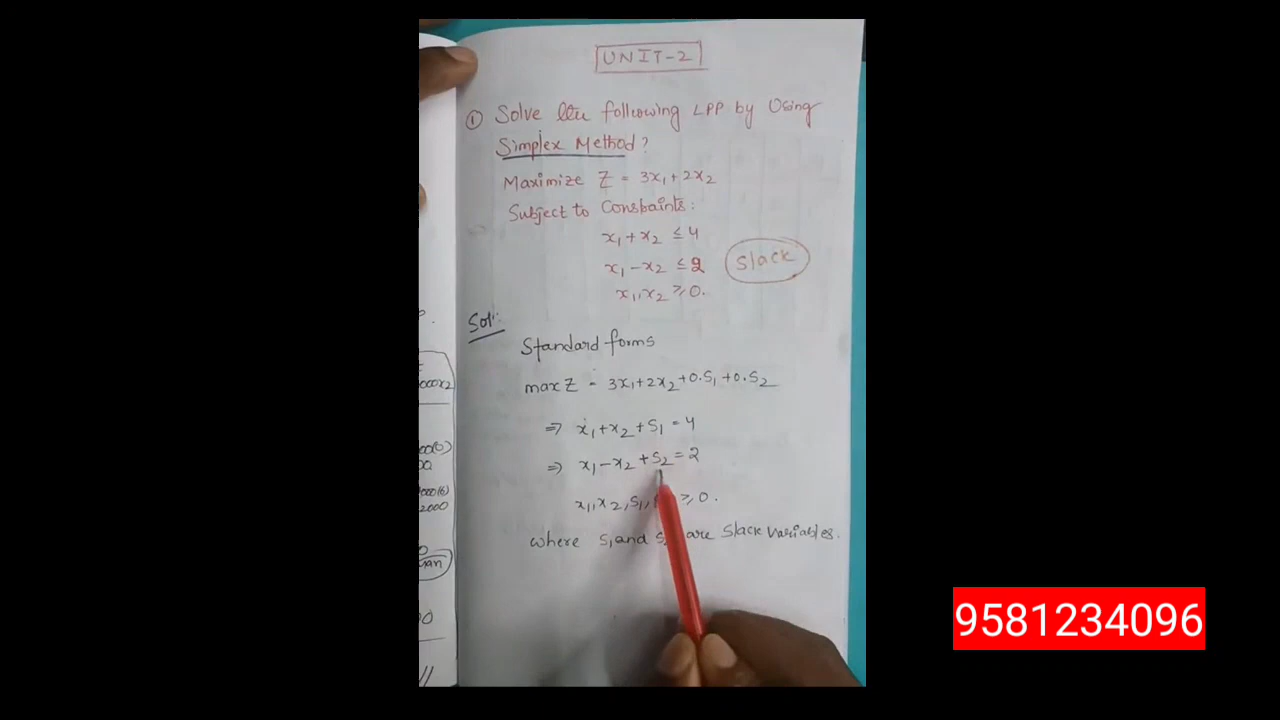 UNIT-2
① Solve the following LPP by Using
Simplex Method?
Maximize Z = 3x₁ + 2x₂
Subject to Constraints:
x₁ + x₂ ≤ 4
x₁ - x₂ ≤ 2
Slack
x₁, x₂ ≥ 0.
Sol:
Standard forms
max Z = 3x₁ + 2x₂ + 0.S₁ + 0.S₂
⇒ x₁ + x₂ + S₁ = 4
⇒ x₁ - x₂ + S₂ = 2
x₁, x₂, S₁, ≥ 0.
where S₁ and S₂ are Slack Variables.
9581234096